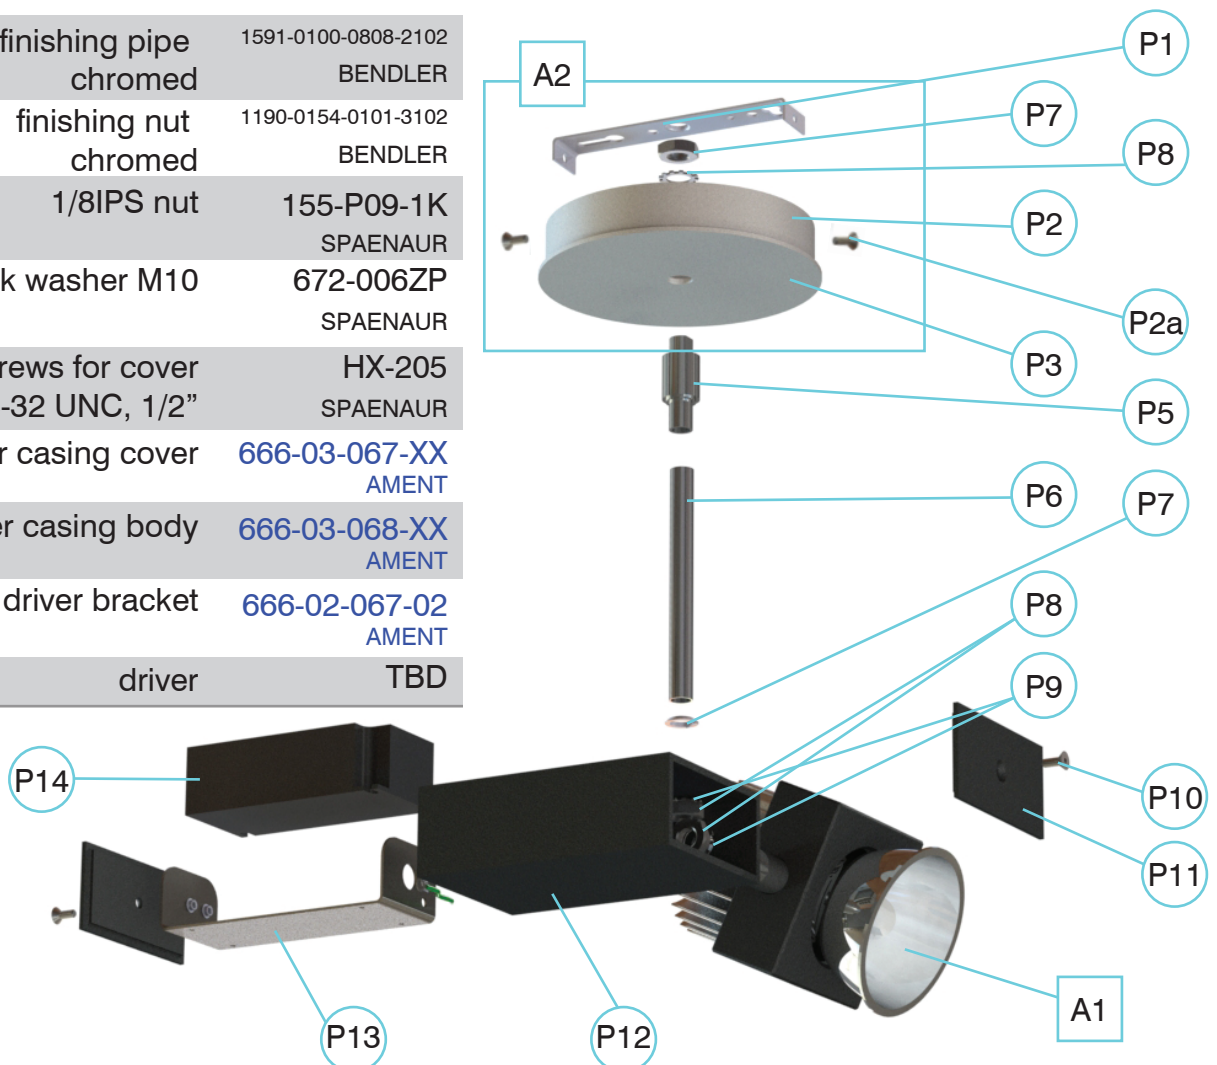 finishing pipe 1591-0100-0808-2102
chromed BENDLER
finishing nut 1190-0154-0101-3102
chromed BENDLER
1/8IPS nut 155-P09-1K
SPAENAUR
k washer M10 672-006ZP
SPAENAUR
rews for cover HX-205
-32 UNC, 1/2” SPAENAUR
r casing cover 666-03-067-XX
AMENT
er casing body 666-03-068-XX
AMENT
driver bracket 666-02-067-02
AMENT
driver TBD
A2
P1
P7
P8
P2
P2a
P3
P5
P6
P7
P8
P9
P14
P10
P11
P13
P12
A1